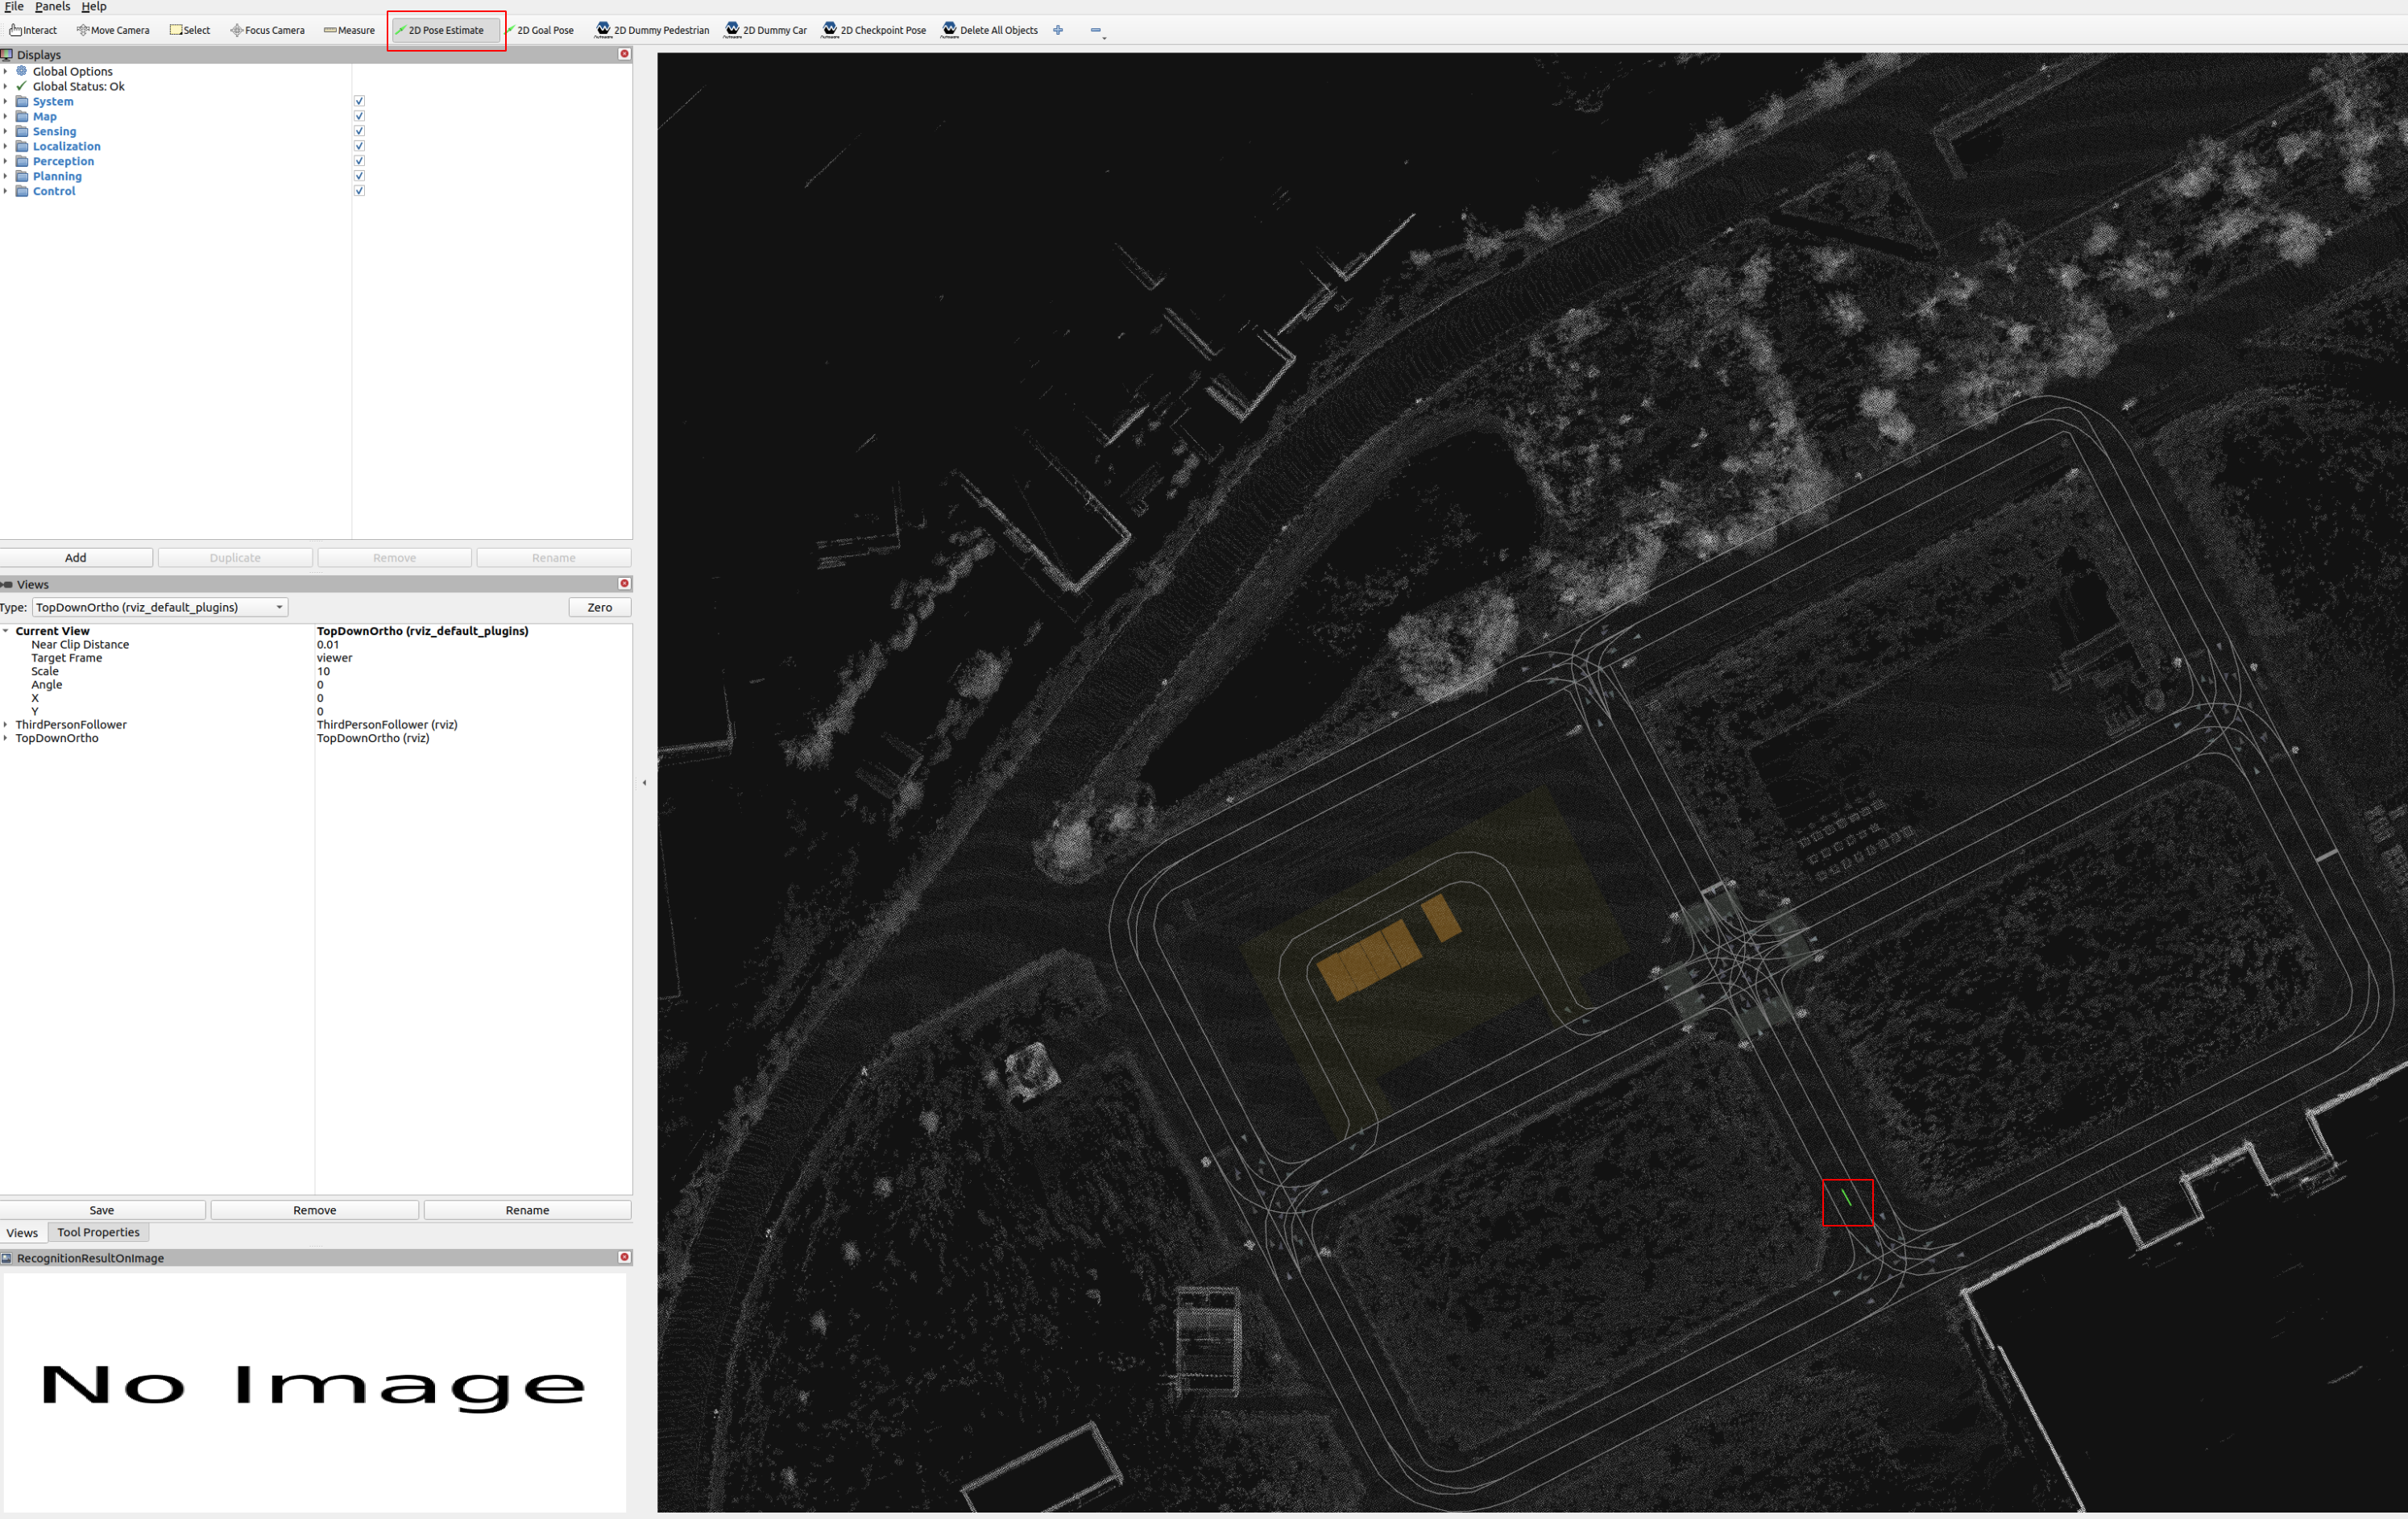 File Panels Help
Interact Move Camera Select Focus Camera Measure 2D Pose Estimate 2D Goal Pose 2D Dummy Pedestrian 2D Dummy Car 2D Checkpoint Pose Delete All Objects
Displays
Global Options
Global Status: Ok
System
Map
Sensing
Localization
Perception
Planning
Control
Add Duplicate Remove Rename
Views
Type: TopDownOrtho (rviz_default_plugins) Zero
Current View TopDownOrtho (rviz_default_plugins)
Near Clip Distance 0.01
Target Frame viewer
Scale 10
Angle 0
X 0
Y 0
ThirdPersonFollower ThirdPersonFollower (rviz)
TopDownOrtho TopDownOrtho (rviz)
Save Remove Rename
Views Tool Properties
RecognitionResultOnImage
No Image